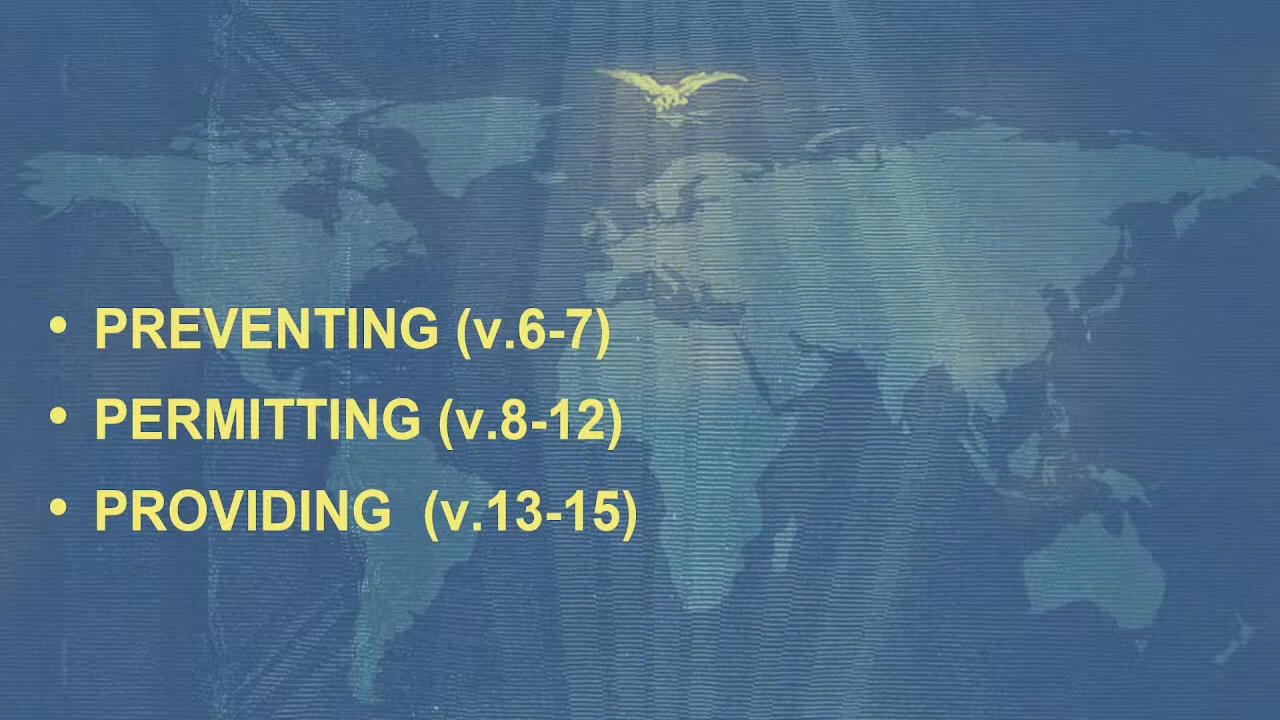 • PREVENTING (v.6-7)
• PERMITTING (v.8-12)
• PROVIDING (v.13-15)